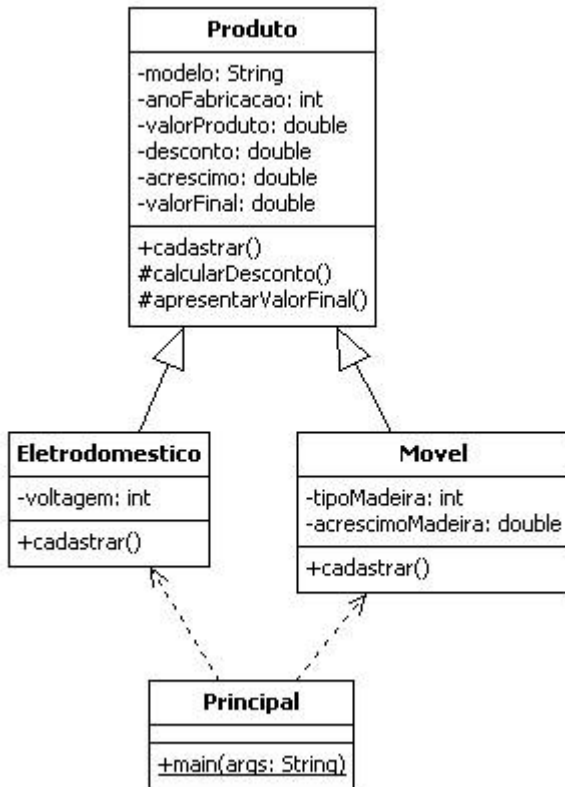 Produto
-modelo: String
-anoFabricacao: int
-valorProduto: double
-desconto: double
-acrescimo: double
-valorFinal: double
+cadastrar()
#calcularDesconto()
#apresentarValorFinal()
Eletrodomestico
-voltagem: int
+cadastrar()
Movel
-tipoMadeira: int
-acrescimoMadeira: double
+cadastrar()
Principal
+main(args: String)